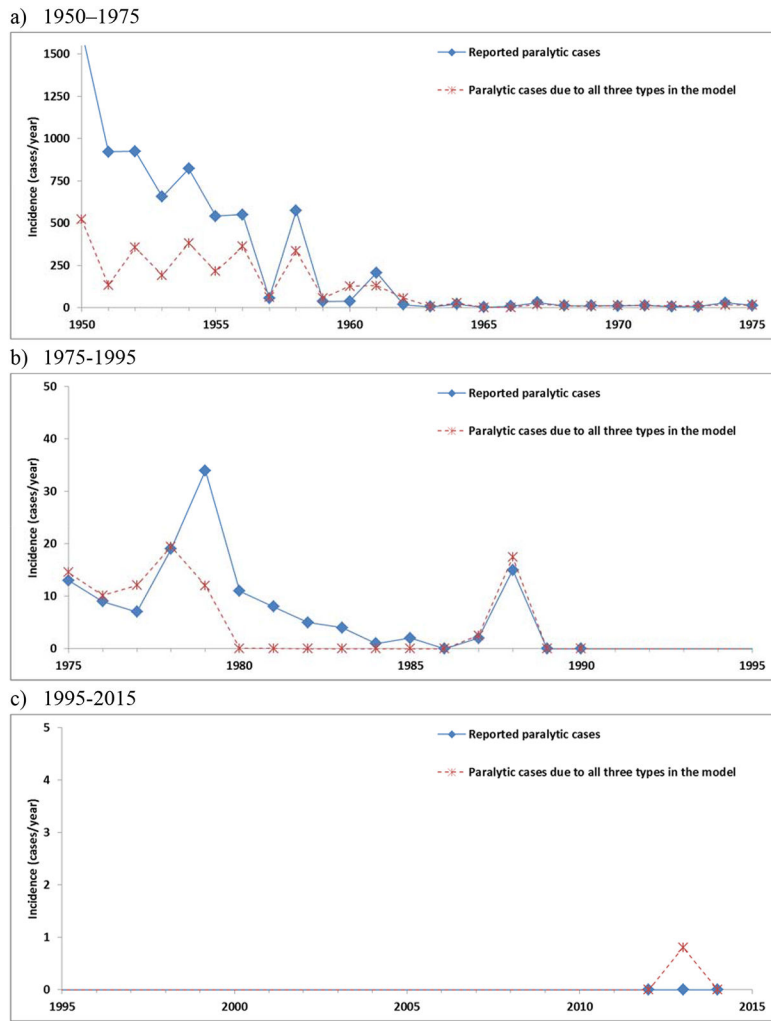 a) 1950–1975
Reported paralytic cases
Paralytic cases due to all three types in the model
Incidence (cases/year)
1500
1250
1000
750
500
250
0
1950 1955 1960 1965 1970 1975
b) 1975-1995
Reported paralytic cases
Paralytic cases due to all three types in the model
Incidence (cases/year)
50
40
30
20
10
0
1975 1980 1985 1990 1995
c) 1995-2015
Reported paralytic cases
Paralytic cases due to all three types in the model
Incidence (cases/year)
5
4
3
2
1
0
1995 2000 2005 2010 2015